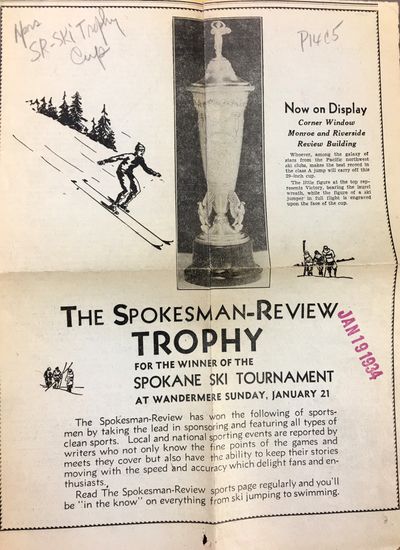 SR-Ski Trophy
Cup
P14C5
Now on Display
Corner Window
Monroe and Riverside
Review Building
Whoever, among the galaxy of
stars from the Pacific northwest
ski clubs, makes the best record in
the class A jump will carry off this
29-inch cup.
The little figure at the top rep-
resents Victory, bearing the laurel
wreath, while the figure of a ski
jumper in full flight is engraved
upon the face of the cup.
THE SPOKESMAN-REVIEW
TROPHY
FOR THE WINNER OF THE
SPOKANE SKI TOURNAMENT
AT WANDERMERE SUNDAY, JANUARY 21
JAN 19 1934
The Spokesman-Review has won the following of sports-
men by taking the lead in sponsoring and featuring all types of
clean sports. Local and national sporting events are reported by
writers who not only know the fine points of the games and
meets they cover but also have the ability to keep their stories
moving with the speed and accuracy which delight fans and en-
thusiasts.
Read The Spokesman-Review sports page regularly and you'll
be "in the know" on everything from ski jumping to swimming.